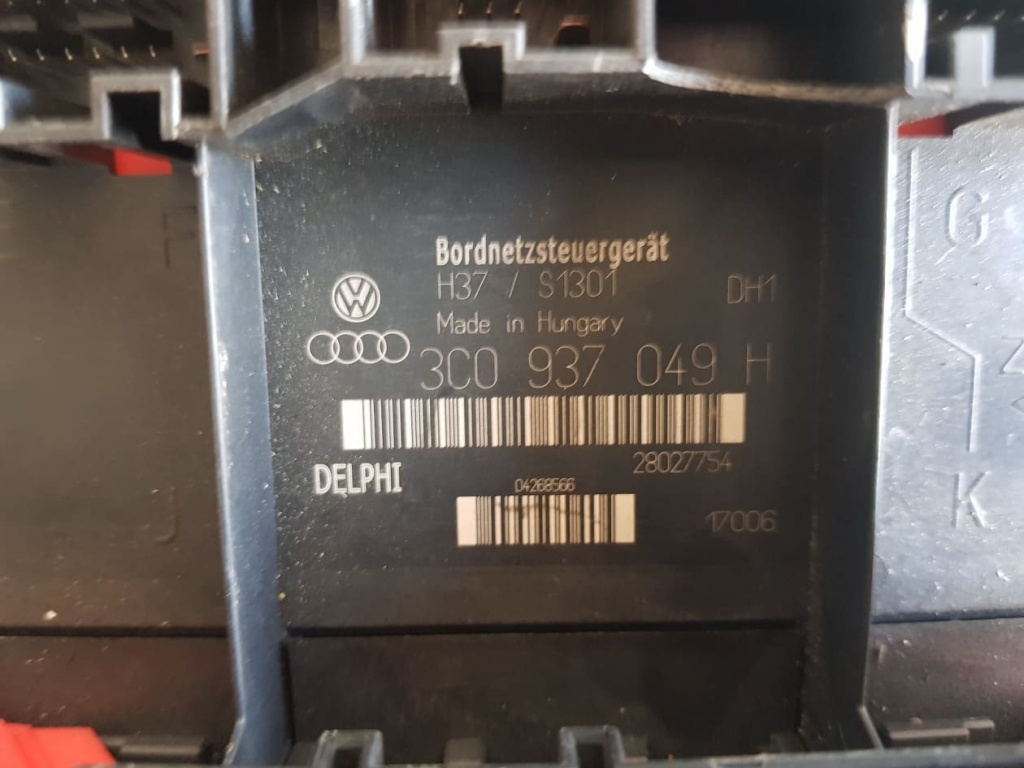 Bordnetzsteuergerät
H37 / S1301 DH1
Made in Hungary
3C0 937 049 H
28027754
DELPHI
04268566
17006
G
K
J